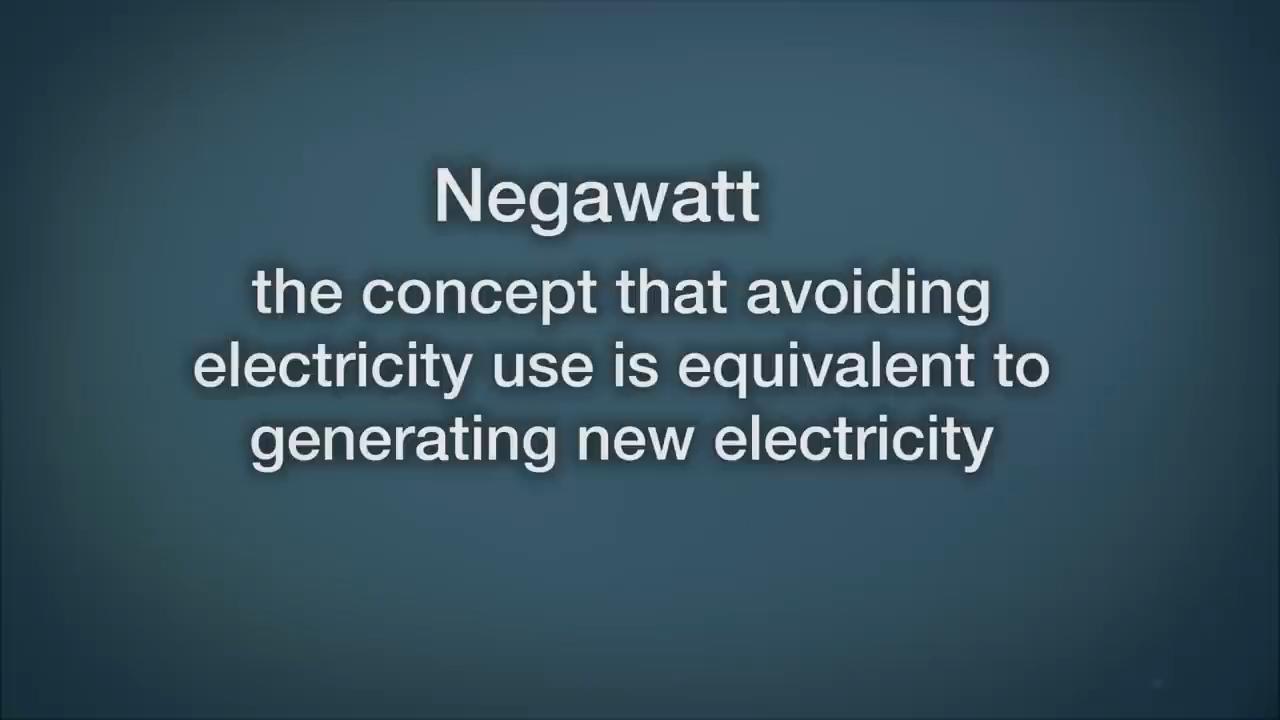 Negawatt
the concept that avoiding
electricity use is equivalent to
generating new electricity